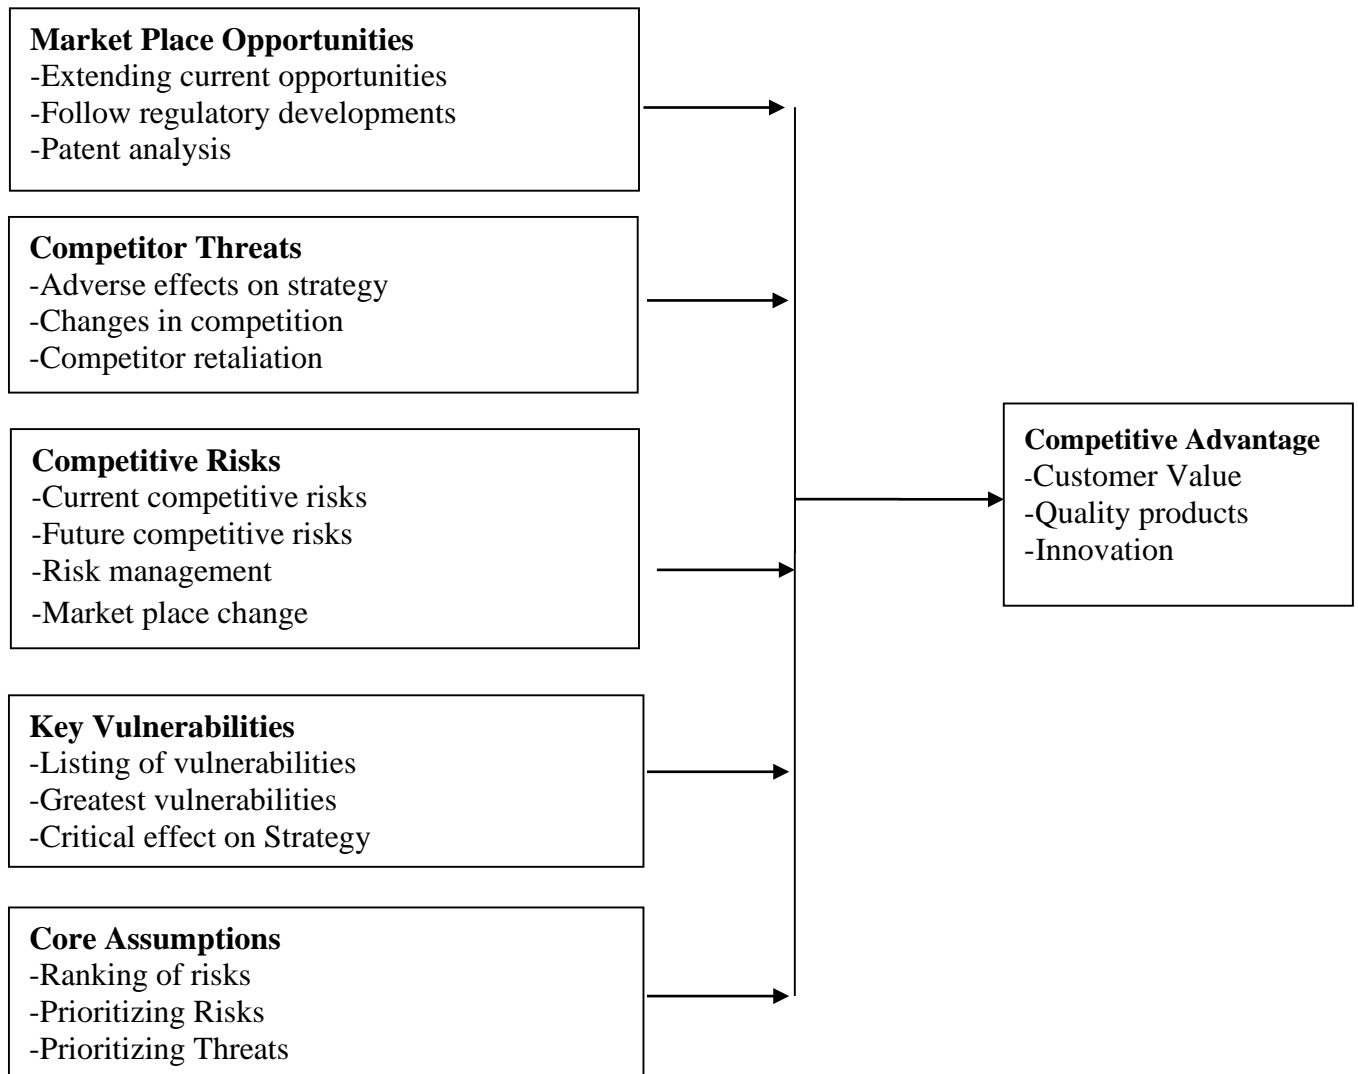 Market Place Opportunities
-Extending current opportunities
-Follow regulatory developments
-Patent analysis
Competitor Threats
-Adverse effects on strategy
-Changes in competition
-Competitor retaliation
Competitive Risks
-Current competitive risks
-Future competitive risks
-Risk management
-Market place change
Key Vulnerabilities
-Listing of vulnerabilities
-Greatest vulnerabilities
-Critical effect on Strategy
Core Assumptions
-Ranking of risks
-Prioritizing Risks
-Prioritizing Threats
Competitive Advantage
-Customer Value
-Quality products
-Innovation